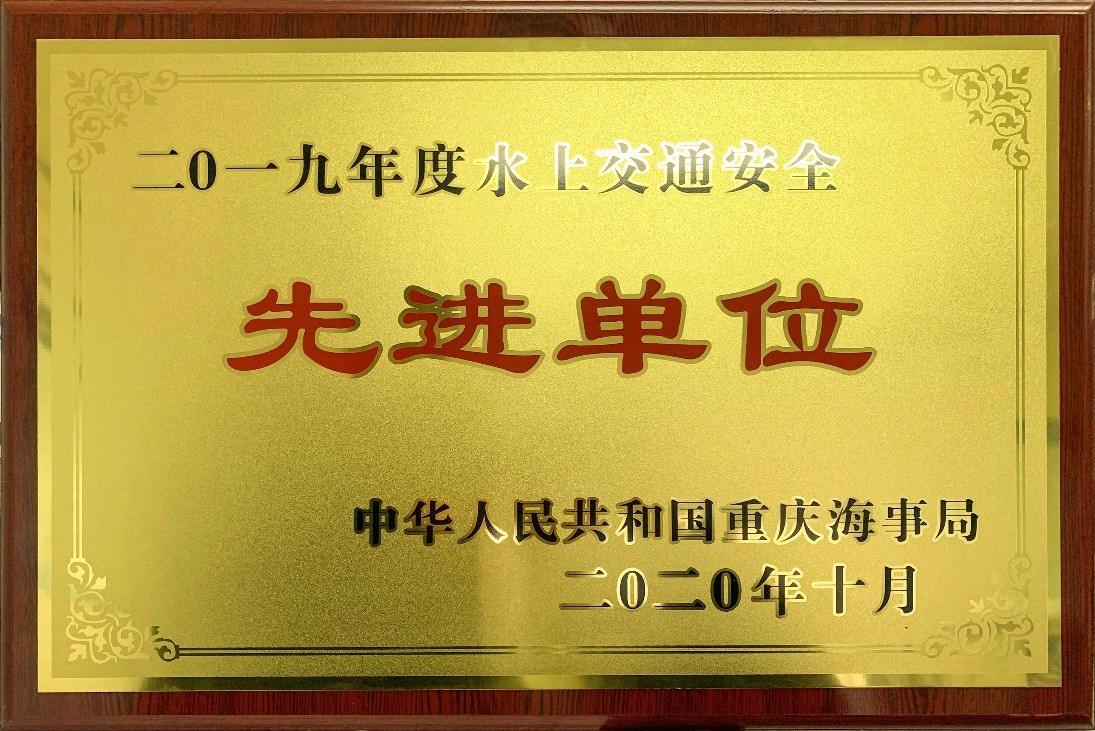 二0一九年度水上交通安全
先进单位
中华人民共和国重庆海事局
二0二0年十月